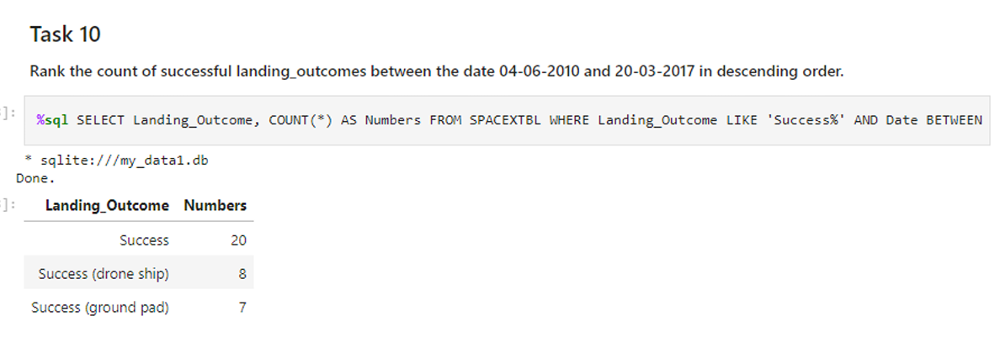 Task 10
Rank the count of successful landing_outcomes between the date 04-06-2010 and 20-03-2017 in descending order.
]: %sql SELECT Landing_Outcome, COUNT(*) AS Numbers FROM SPACEXTBL WHERE Landing_Outcome LIKE 'Success%' AND Date BETWEEN
* sqlite:///my_data1.db
Done.
]: Landing_Outcome Numbers
Success 20
Success (drone ship) 8
Success (ground pad) 7